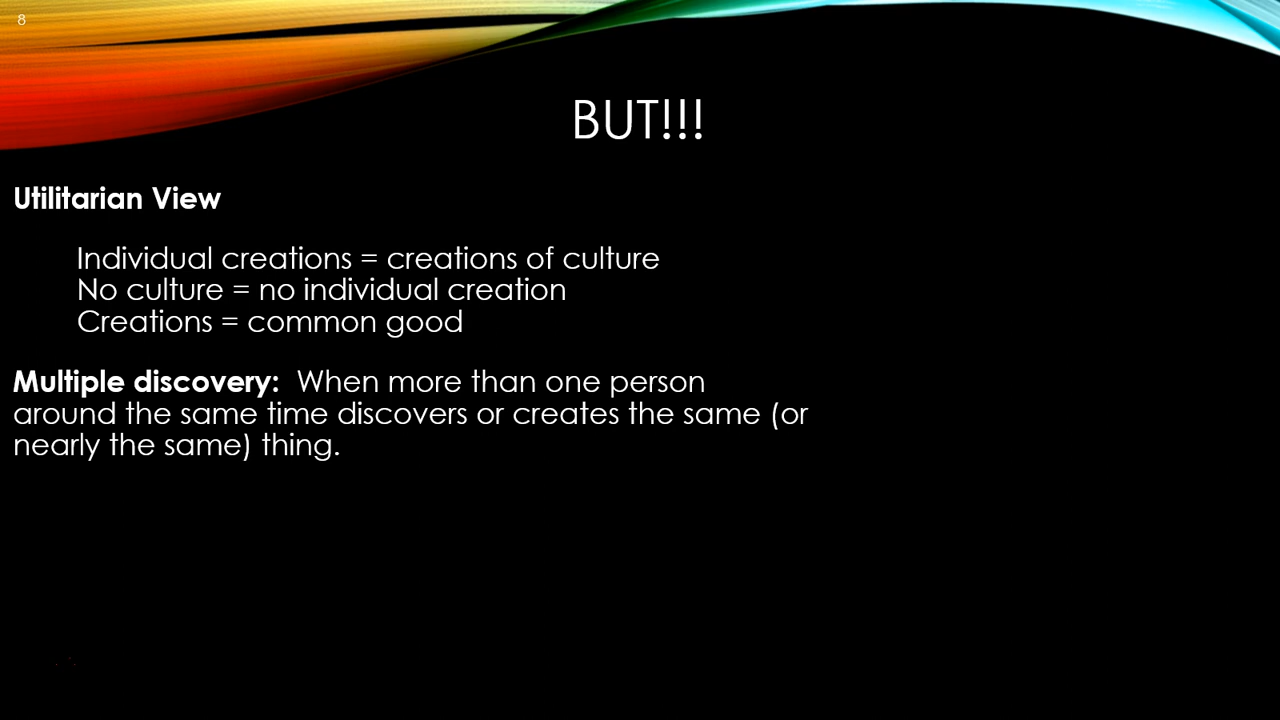 8
BUT!!!
Utilitarian View
Individual creations = creations of culture
No culture = no individual creation
Creations = common good
Multiple discovery:  When more than one person
around the same time discovers or creates the same (or
nearly the same) thing.